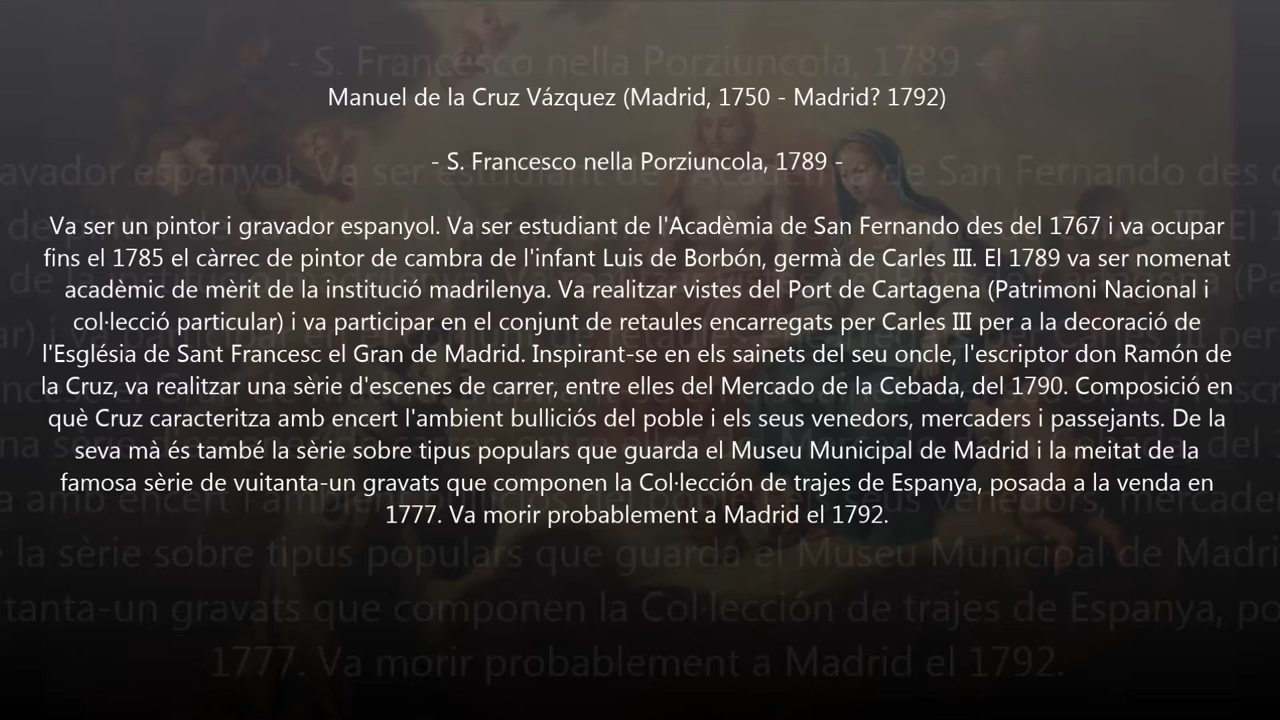 Manuel de la Cruz Vázquez (Madrid, 1750 - Madrid? 1792)
- S. Francesco nella Porziuncola, 1789 -
Va ser un pintor i gravador espanyol. Va ser estudiant de l'Acadèmia de San Fernando des del 1767 i va ocupar
fins el 1785 el càrrec de pintor de cambra de l'infant Luis de Borbón, germà de Carles III. El 1789 va ser nomenat
acadèmic de mèrit de la institució madrilenya. Va realitzar vistes del Port de Cartagena (Patrimoni Nacional i
col·lecció particular) i va participar en el conjunt de retaules encarregats per Carles III per a la decoració de
l'Església de Sant Francesc el Gran de Madrid. Inspirant-se en els sainets del seu oncle, l'escriptor don Ramón de
la Cruz, va realitzar una sèrie d'escenes de carrer, entre elles del Mercado de la Cebada, del 1790. Composició en
què Cruz caracteritza amb encert l'ambient bulliciós del poble i els seus venedors, mercaders i passejants. De la
seva mà és també la sèrie sobre tipus populars que guarda el Museu Municipal de Madrid i la meitat de la
famosa sèrie de vuitanta-un gravats que componen la Col·lección de trajes de Espanya, posada a la venda en
1777. Va morir probablement a Madrid el 1792.